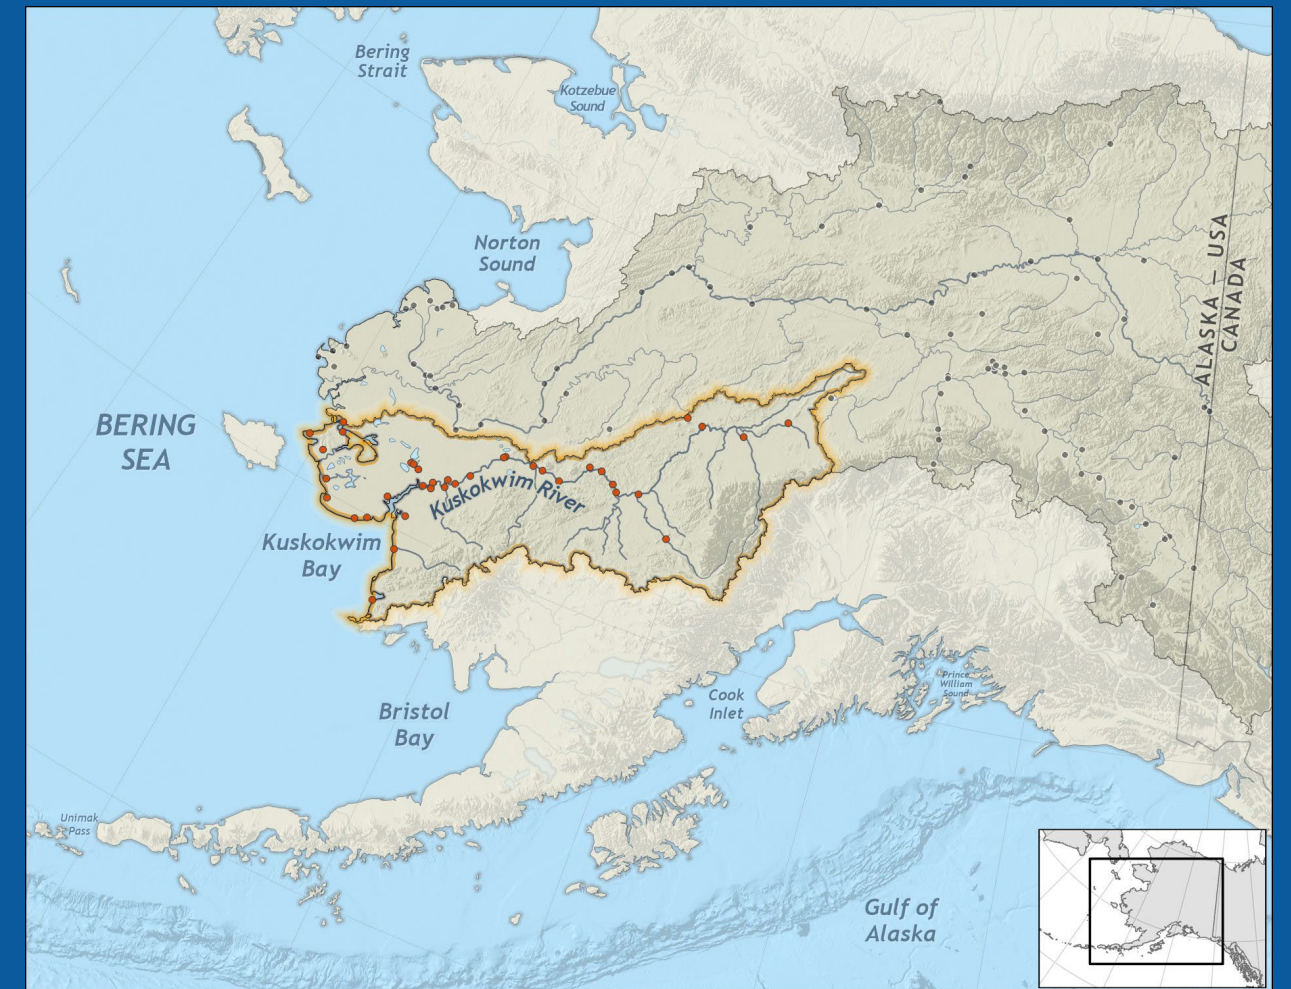 Bering
Strait
Kotzebue
Sound
Norton
Sound
ALASKA — USA
CANADA
BERING
SEA
Kuskokwim River
Kuskokwim
Bay
Prince
William
Sound
Cook
Inlet
Bristol
Bay
Unimak
Pass
Gulf of
Alaska